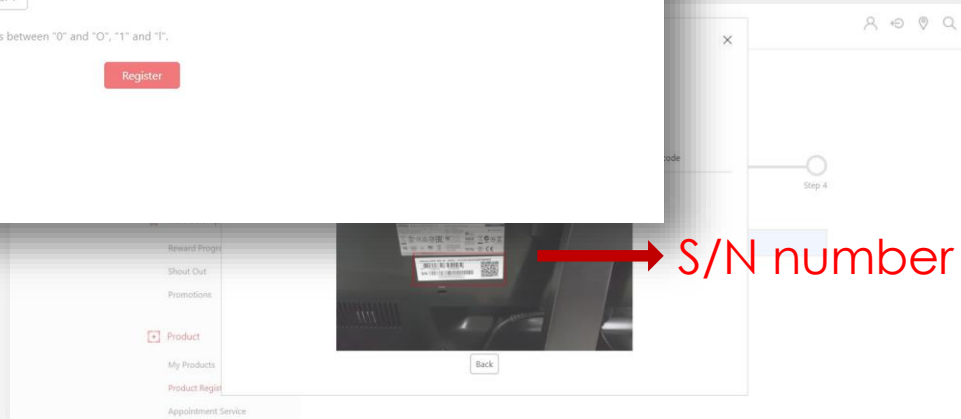 s between "0" and "O", "1" and "l".
Register
code
Step 4
Reward Progr
Shout Out
Promotions
Product
My Products
Product Regist
Appointment Service
Back
S/N number